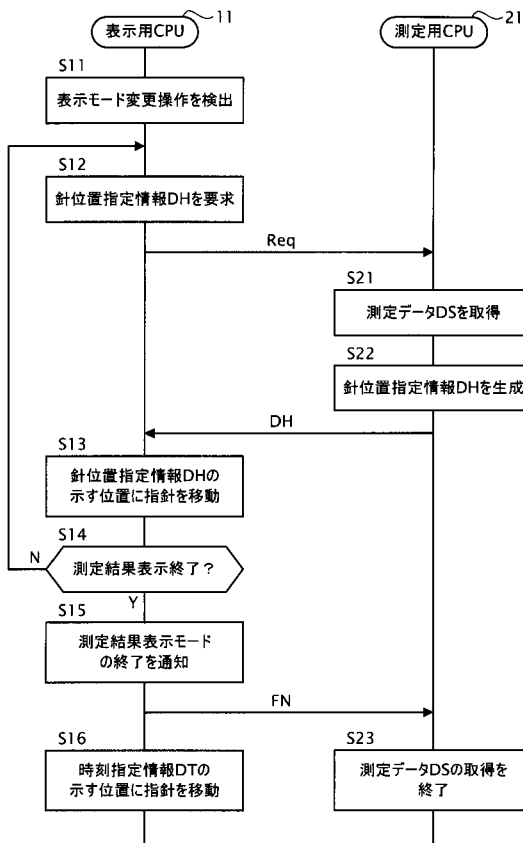 表示用CPU
11
測定用CPU
21
S11
表示モード変更操作を検出
S12
針位置指定情報DHを要求
Req
S21
測定データDSを取得
S22
針位置指定情報DHを生成
DH
S13
針位置指定情報DHの
示す位置に指針を移動
S14
N
測定結果表示終了？
Y
S15
測定結果表示モード
の終了を通知
FN
S16
時刻指定情報DTの
示す位置に指針を移動
S23
測定データDSの取得を
終了